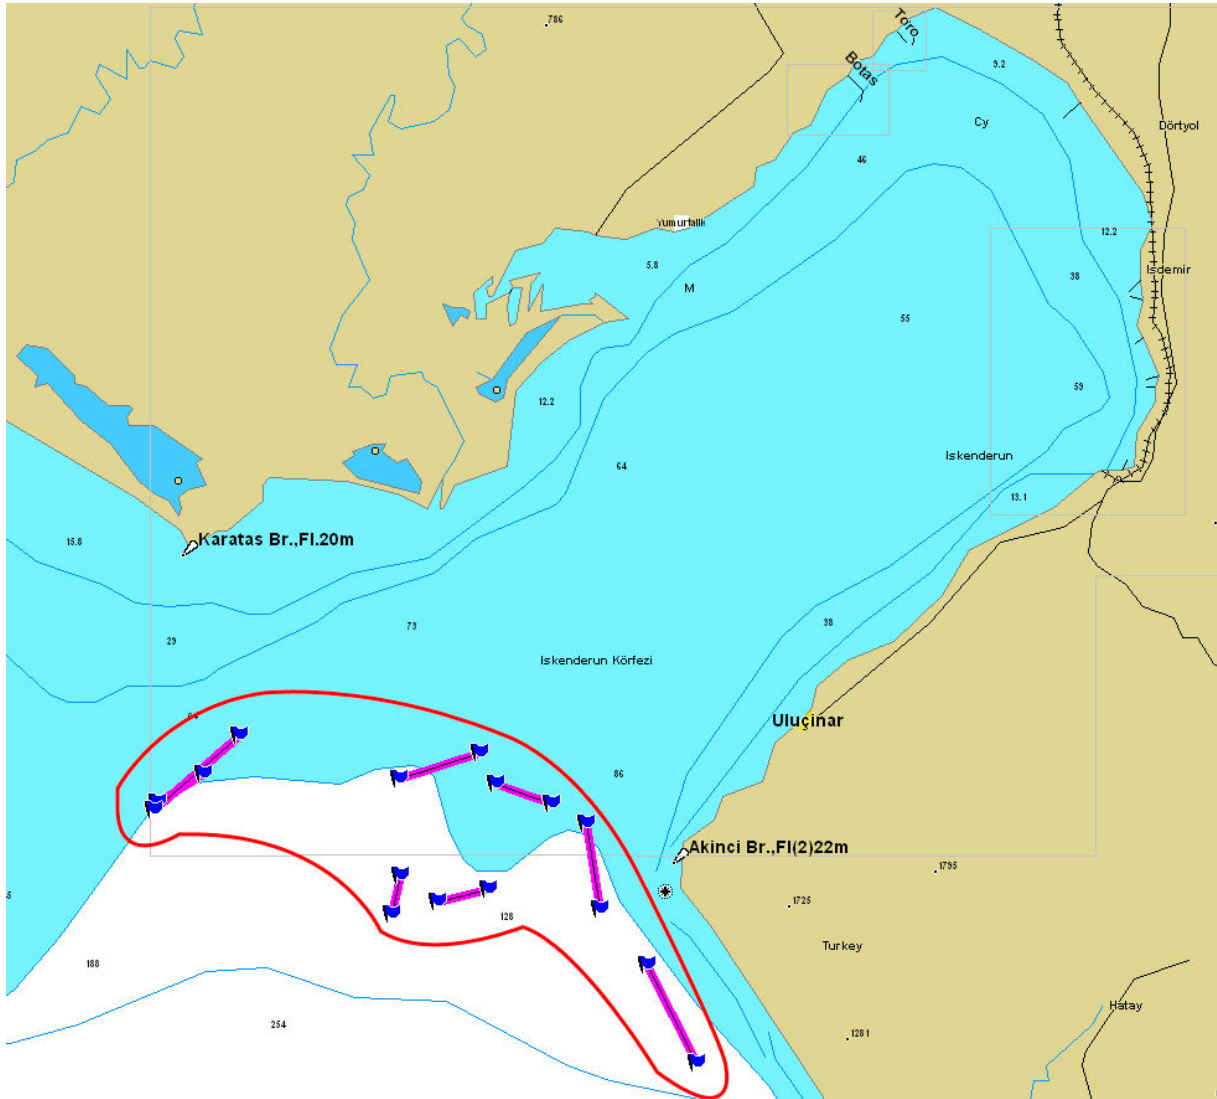 786
Toro
Botas
9.2
Cy
Dörtyol
46
Yumurtalik
12.2
5.8
Isdemir
38
M
55
59
12.2
Iskenderun
64
13.1
Karatas Br.,Fl.20m
15.8
38
73
29
Iskenderun Körfezi
Uluçinar
86
Akinci Br.,Fl(2)22m
1795
1725
128
Turkey
188
Hatay
254
1281